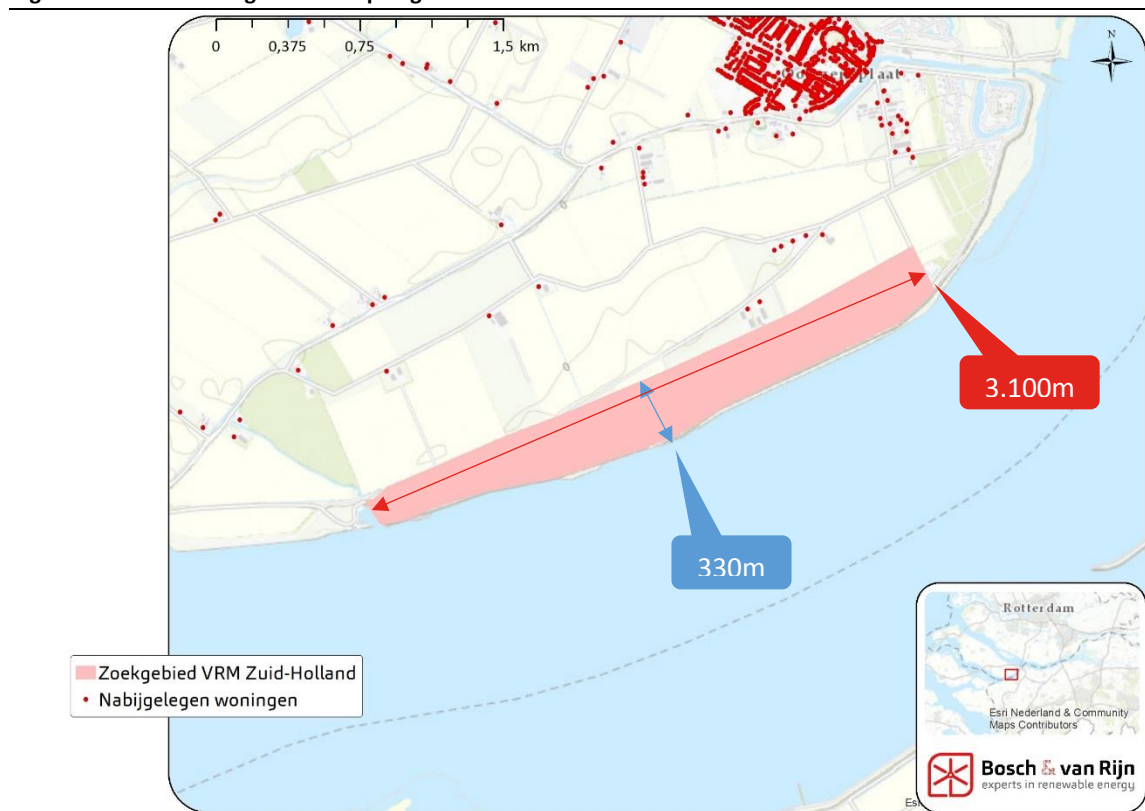 0 0,375 0,75 1,5 km
N
3.100m
330m
Zoekgebied VRM Zuid-Holland
Nabijgelegen woningen
Rotterdam
Esri Nederland & Community
Maps Contributors
Bosch & van Rijn
experts in renewable energy